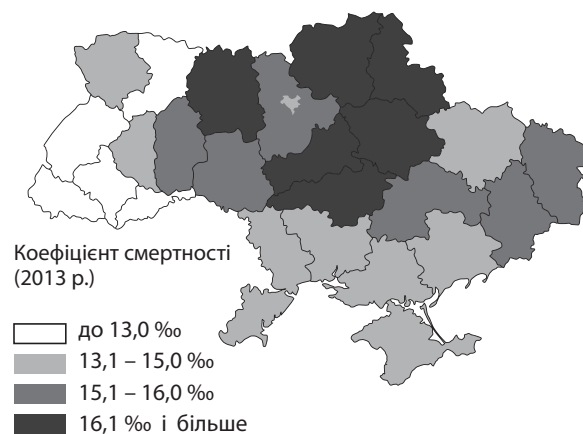 Коефіцієнт смертності
(2013 р.)
до 13,0 ‰
13,1 – 15,0 ‰
15,1 – 16,0 ‰
16,1 ‰ і більше